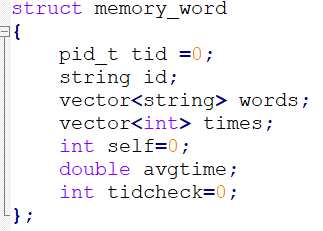 struct memory_word
{
pid_t tid =0;
string id;
vector<string> words;
vector<int> times;
int self=0;
double avgtime;
int tidcheck=0;
};